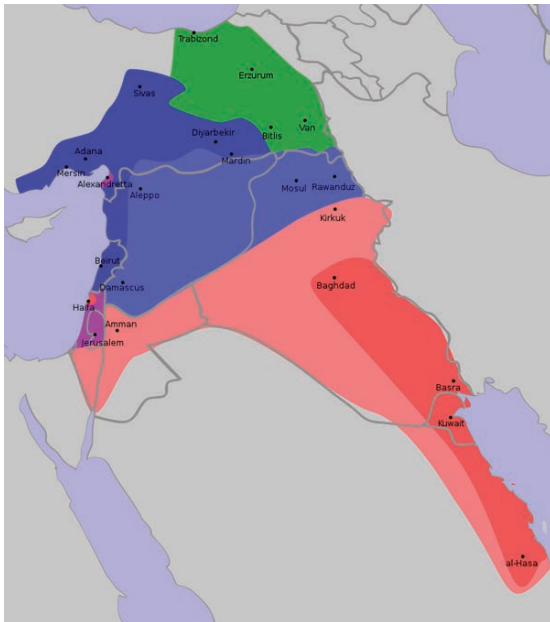 Trabizond
Erzurum
Sivas
Van
Bitlis
Diyarbekir
Mardin
Adana
Mersin
Alexandretta
Aleppo
Mosul
Rawanduz
Kirkuk
Beirut
Damascus
Baghdad
Haifa
Amman
Jerusalem
Basra
Kuwait
al-Hasa